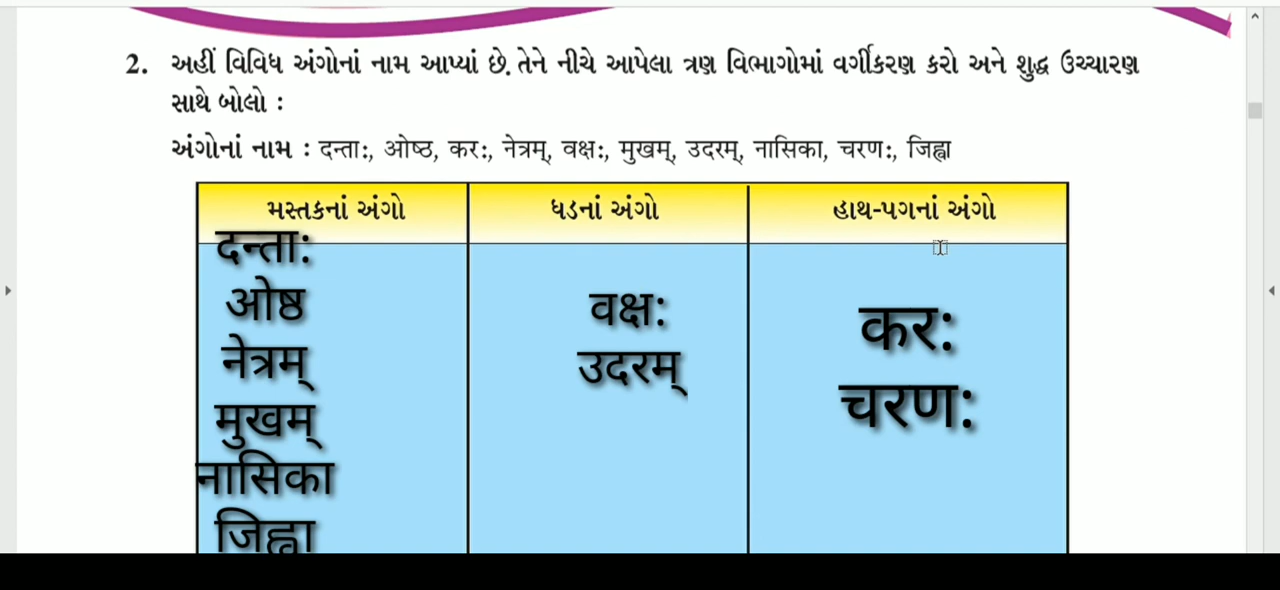 2. અહીં વિવિધ અંગોનાં નામ આપ્યાં છે. તેને નીચે આપેલા ત્રણ વિભાગોમાં વર્ગીકરણ કરો અને શુદ્ધ ઉચ્ચારણ
સાથે બોલો :
અંગોનાં નામ : दन्ताः, ओष्ठ, करः, नेत्रम्, वक्षः, मुखम्, उदरम्, नासिका, चरणः, जिह्वा
મસ્તકનાં અંગો ધડનાં અંગો હાથ-પગનાં અંગો
दन्ता:
ओष्ठ
नेत्रम्
मुखम्
नासिका
जिह्वा
वक्ष:
उदरम्
कर:
चरण: